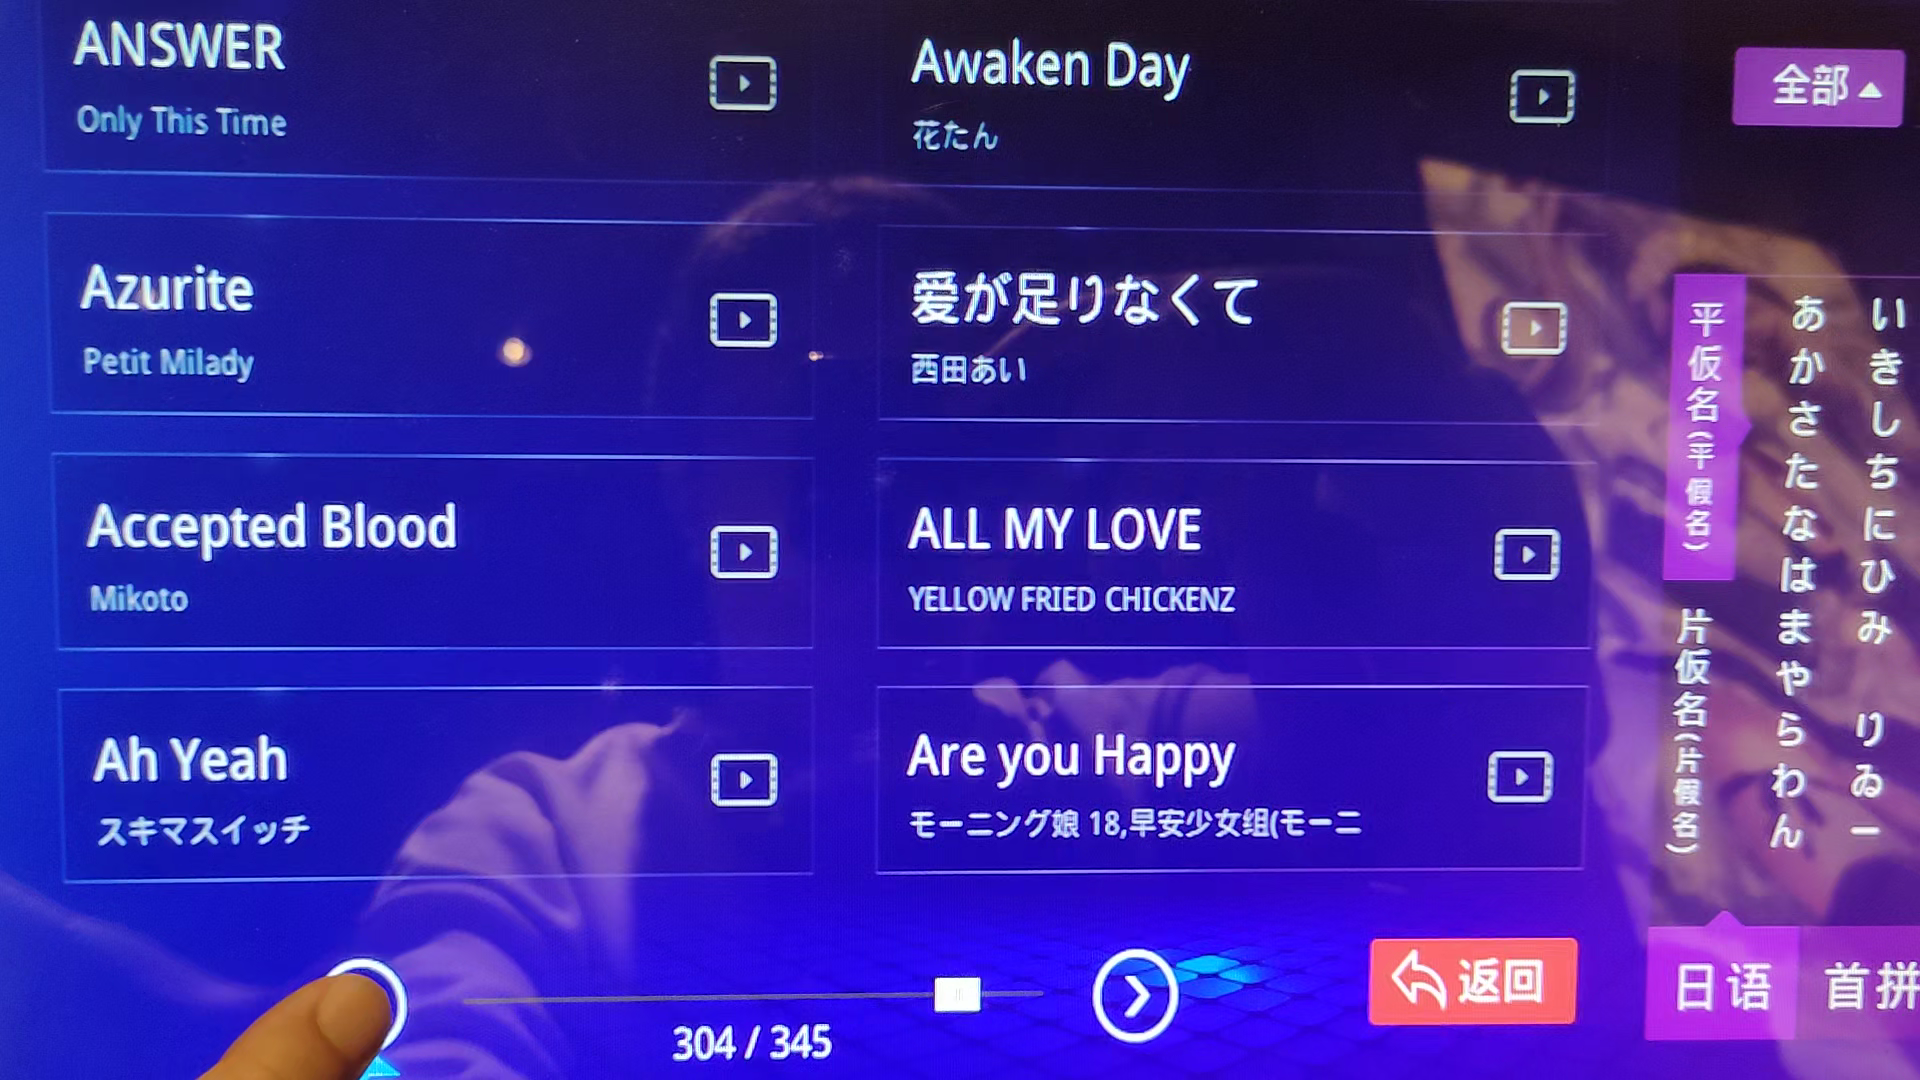 ANSWER
Only This Time
Awaken Day
花たん
全部
Azurite
Petit Milady
爱が足りなくて
西田あい
Accepted Blood
Mikoto
ALL MY LOVE
YELLOW FRIED CHICKENZ
Ah Yeah
スキマスイッチ
Are you Happy
モーニング娘 18,早安少女组(モーニ
平仮名(平假名)
片仮名(片假名)
あかさたなはまやらわん
いきしちにひみ りゐー
304 / 345
返回
日语
首拼